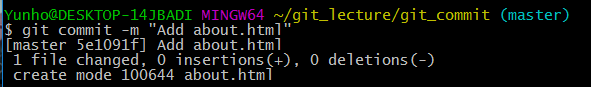 Yunho@DESKTOP-14JBADI MINGW64 ~/git_lecture/git_commit (master)
$ git commit -m "Add about.html"
[master 5e1091f] Add about.html
 1 file changed, 0 insertions(+), 0 deletions(-)
 create mode 100644 about.html